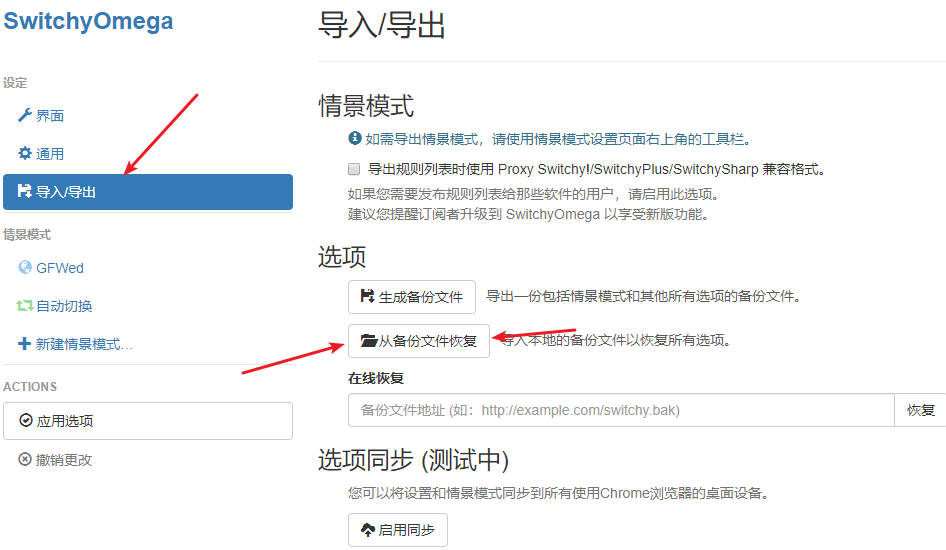 SwitchyOmega
设定
界面
通用
导入/导出
情景模式
GFWed
自动切换
新建情景模式…
ACTIONS
应用选项
撤销更改
导入/导出
情景模式
如需导出情景模式，请使用情景模式设置页面右上角的工具栏。
导出规则列表时使用 Proxy Switchy!/SwitchyPlus/SwitchySharp 兼容格式。
如果您需要发布规则列表给那些软件的用户，请启用此选项。
建议您提醒订阅者升级到 SwitchyOmega 以享受新版功能。
选项
生成备份文件 导出一份包括情景模式和其他所有选项的备份文件。
从备份文件恢复 导入本地的备份文件以恢复所有选项。
在线恢复
备份文件地址 (如：http://example.com/switchy.bak) 恢复
选项同步 (测试中)
您可以将设置和情景模式同步到所有使用Chrome浏览器的桌面设备。
启用同步